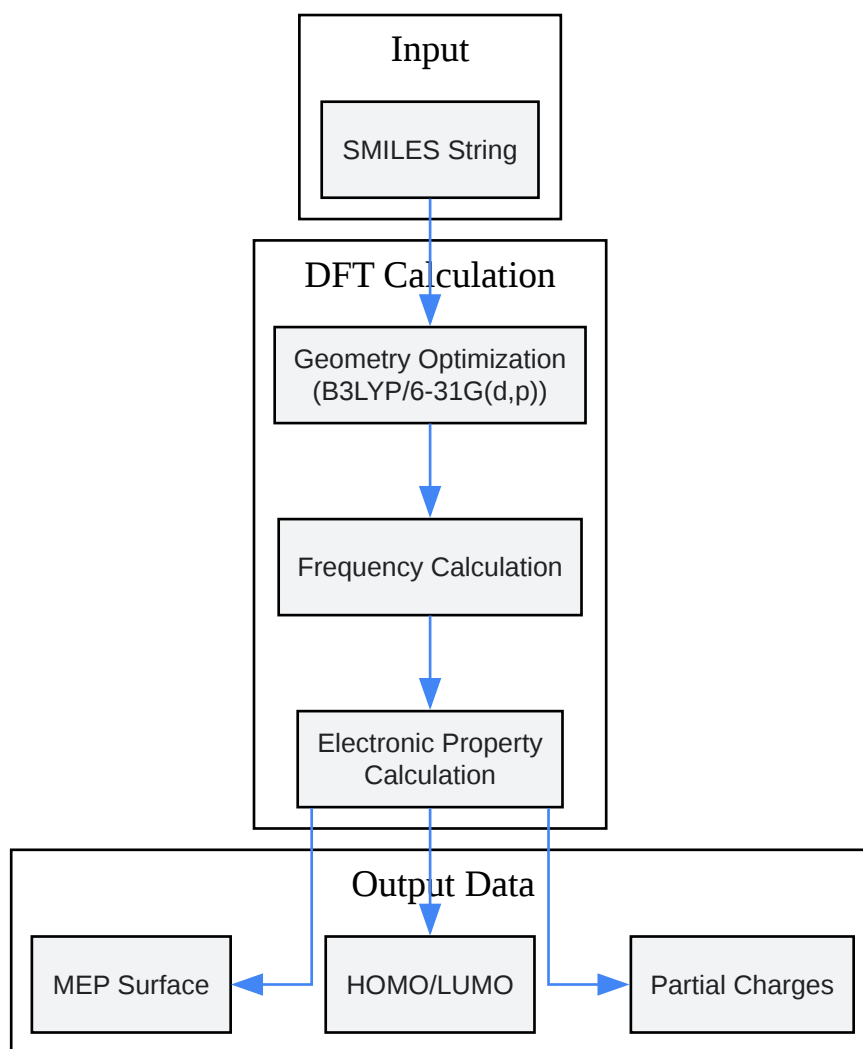 Input
SMILES String
DFT Calculation
Geometry Optimization
(B3LYP/6-31G(d,p))
Frequency Calculation
Electronic Property
Calculation
Output Data
MEP Surface
HOMO/LUMO
Partial Charges